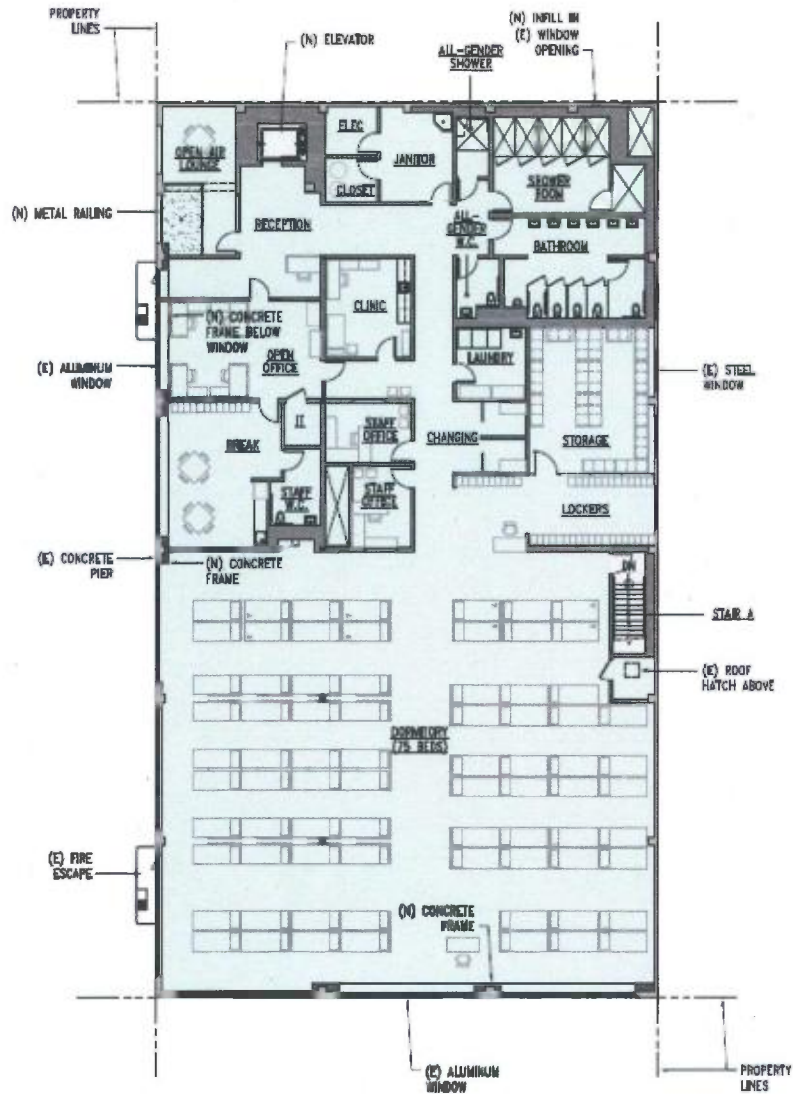 PROPERTY
LINES
(N) ELEVATOR
ALL-GENDER
SHOWER
(N) INFILL IN
(E) WINDOW
OPENING
ELEC
JANITOR
OPEN AIR
LOUNGE
CLOSET
SHOWER
ROOM
(N) METAL RAILING
RECEPTION
ALL-
GENDER
W.C.
BATHROOM
CLINIC
(N) CONCRETE
FRAME BELOW
WINDOW
OPEN
OFFICE
(E) ALUMINUM
WINDOW
LAUNDRY
(E) STEEL
WINDOW
IT
STAFF
OFFICE
CHANGING
STORAGE
BREAK
STAFF
W.C.
STAFF
OFFICE
LOCKERS
(E) CONCRETE
PIER
(N) CONCRETE
FRAME
DN
STAIR A
(E) ROOF
HATCH ABOVE
DORMITORY
(75 BEDS)
(E) FIRE
ESCAPE
(N) CONCRETE
FRAME
(E) ALUMINUM
WINDOW
PROPERTY
LINES